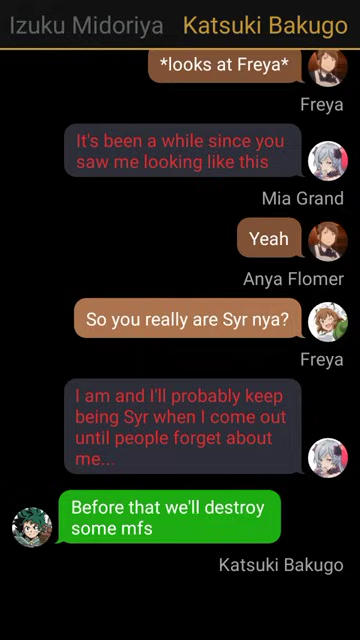 Izuku Midoriya Katsuki Bakugo
*looks at Freya*
Freya
It's been a while since you
saw me looking like this
Mia Grand
Yeah
Anya Flomer
So you really are Syr nya?
Freya
I am and I'll probably keep
being Syr when I come out
until people forget about
me...
Before that we'll destroy
some mfs
Katsuki Bakugo